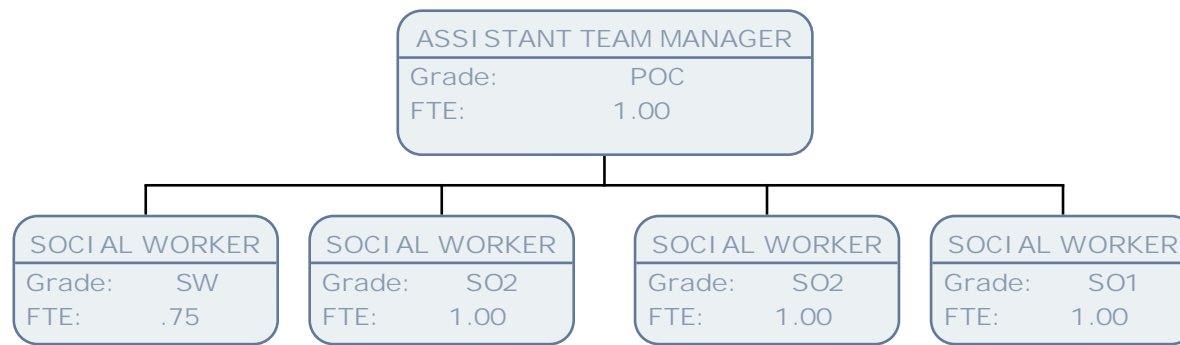 ASSISTANT TEAM MANAGER
Grade: POC
FTE: 1.00
SOCIAL WORKER
Grade: SW
FTE: .75
SOCIAL WORKER
Grade: SO2
FTE: 1.00
SOCIAL WORKER
Grade: SO2
FTE: 1.00
SOCIAL WORKER
Grade: SO1
FTE: 1.00